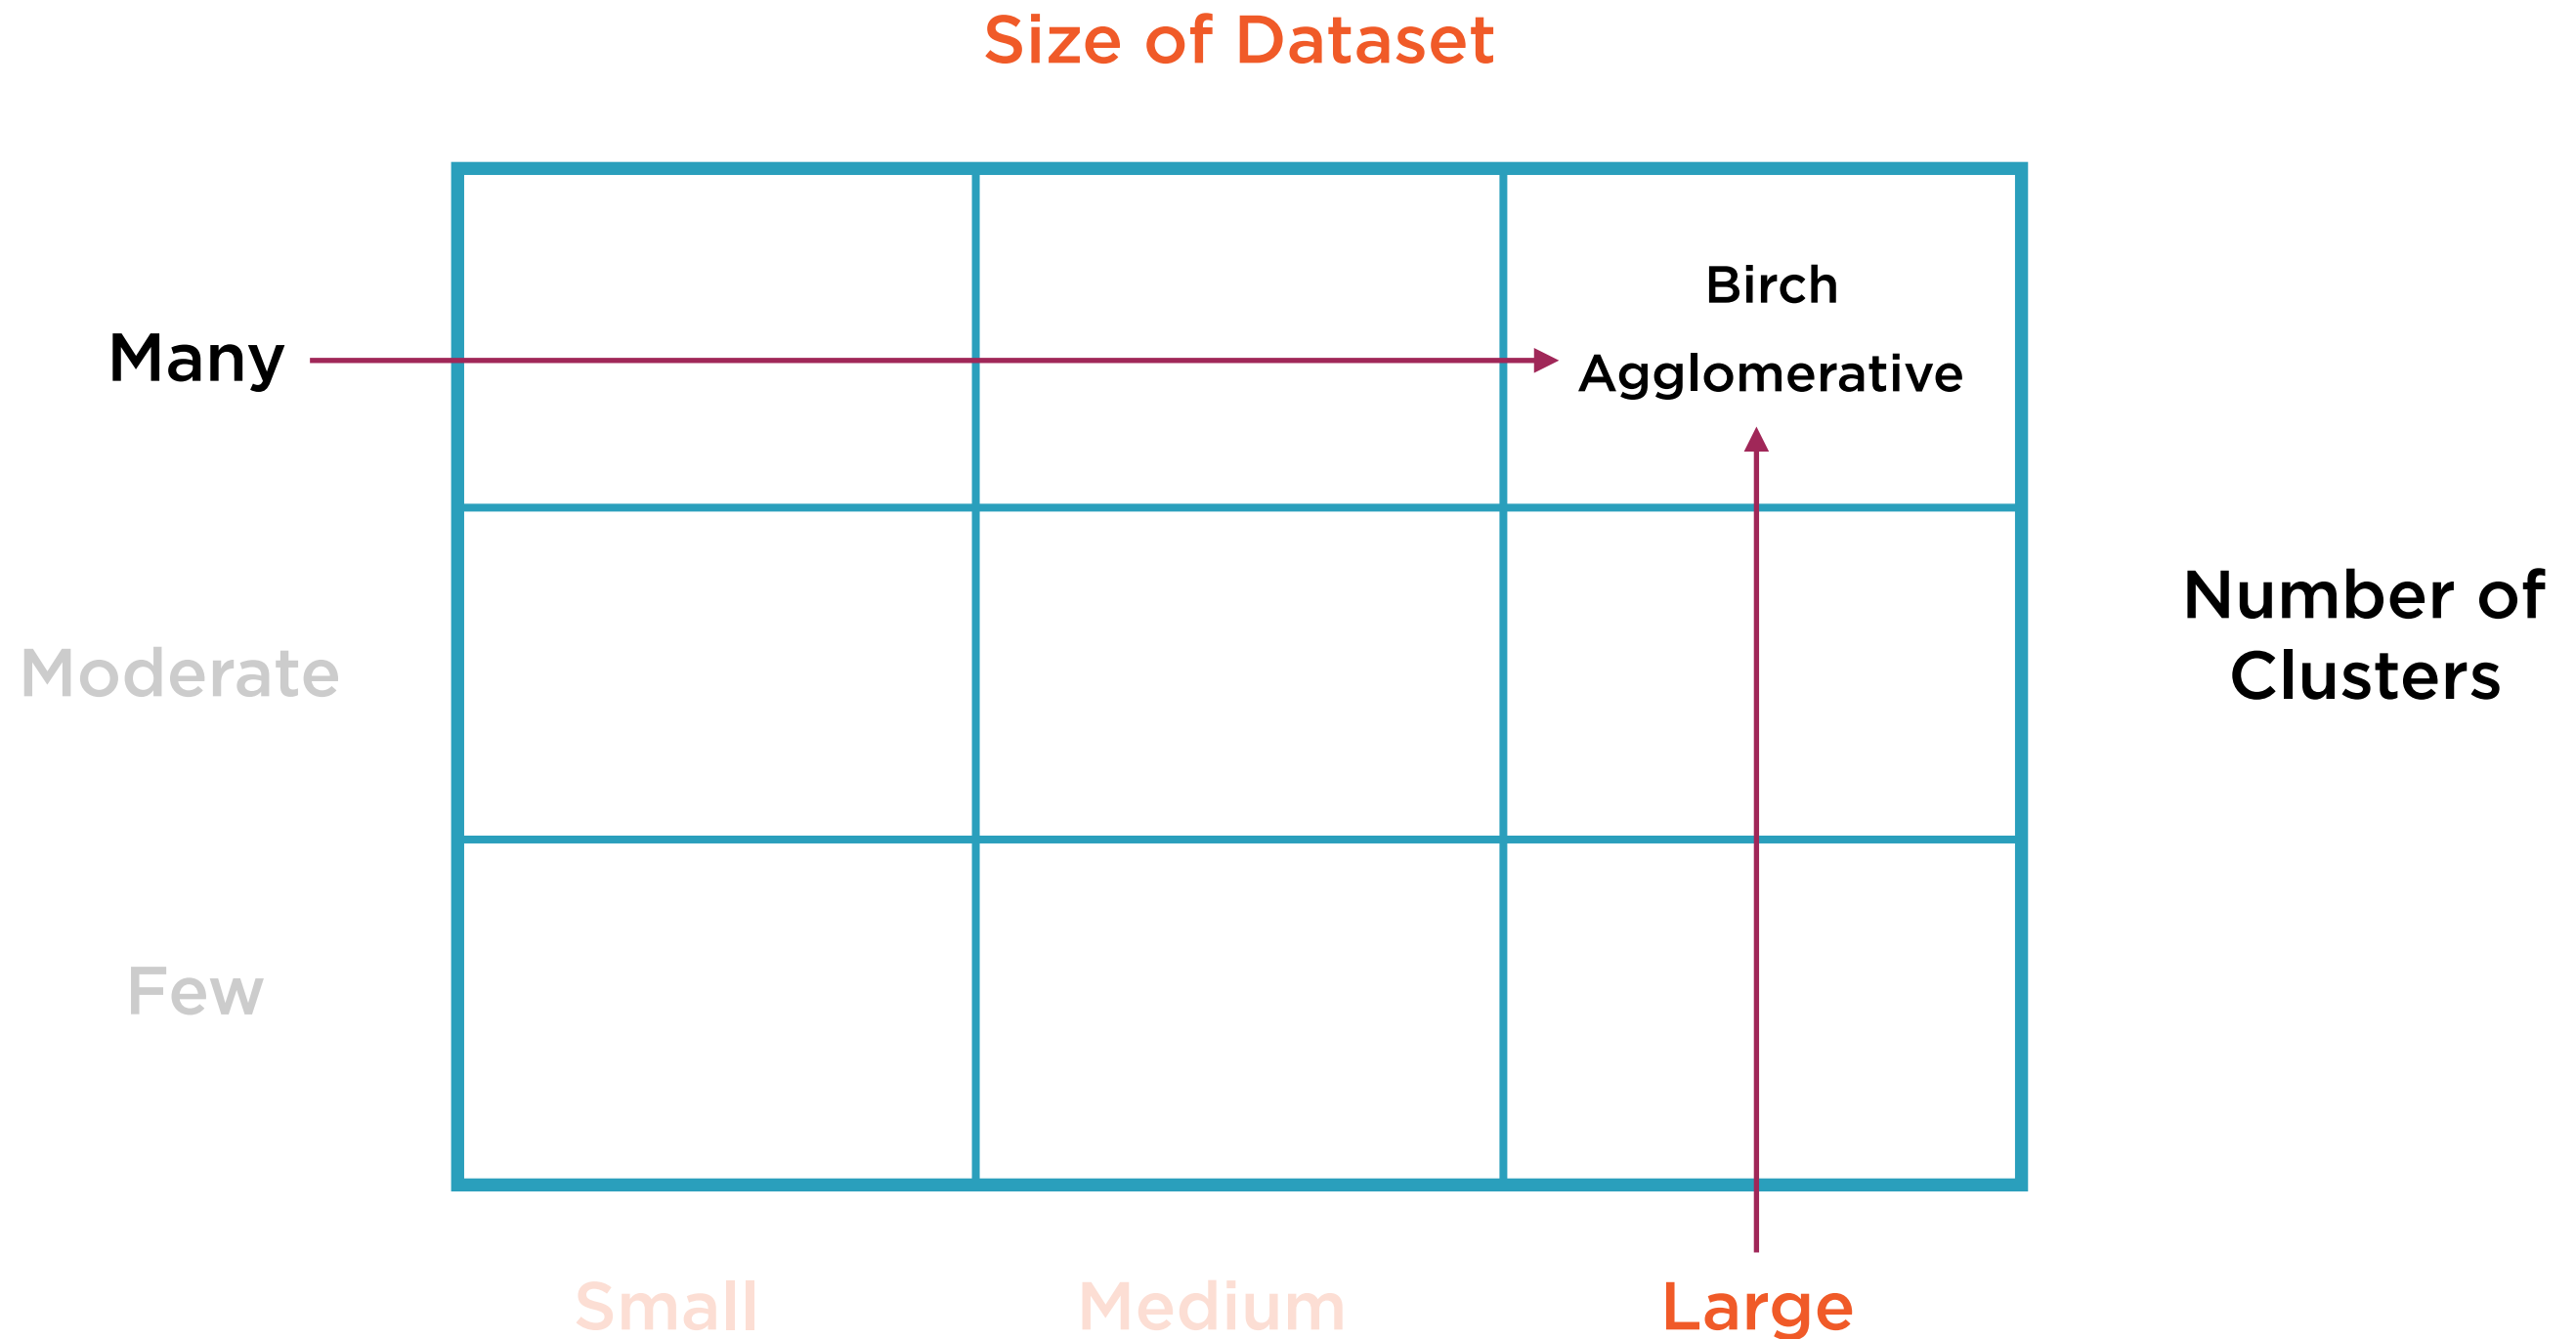 Size of Dataset
Birch
Many
Agglomerative
Number of
Clusters
Moderate
Few
Small
Medium
Large